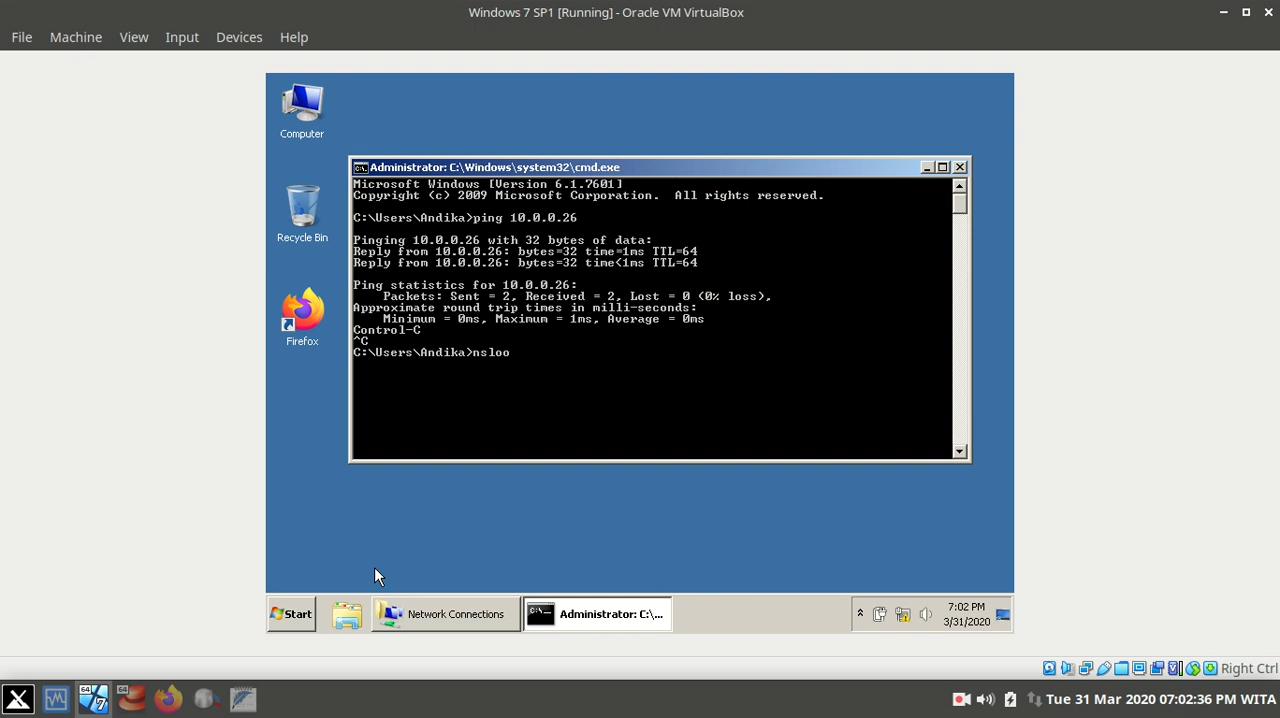 Windows 7 SP1 [Running] - Oracle VM VirtualBox
File Machine View Input Devices Help
Computer
Recycle Bin
Firefox
Administrator: C:\Windows\system32\cmd.exe
Microsoft Windows [Version 6.1.7601]
Copyright (c) 2009 Microsoft Corporation.  All rights reserved.
C:\Users\Andika>ping 10.0.0.26
Pinging 10.0.0.26 with 32 bytes of data:
Reply from 10.0.0.26: bytes=32 time=1ms TTL=64
Reply from 10.0.0.26: bytes=32 time<1ms TTL=64
Ping statistics for 10.0.0.26:
    Packets: Sent = 2, Received = 2, Lost = 0 (0% loss),
Approximate round trip times in milli-seconds:
    Minimum = 0ms, Maximum = 1ms, Average = 0ms
Control-C
^C
C:\Users\Andika>nsloo
Start Network Connections Administrator: C:\... 7:02 PM
3/31/2020
Right Ctrl
64 7 64 Tue 31 Mar 2020 07:02:36 PM WITA